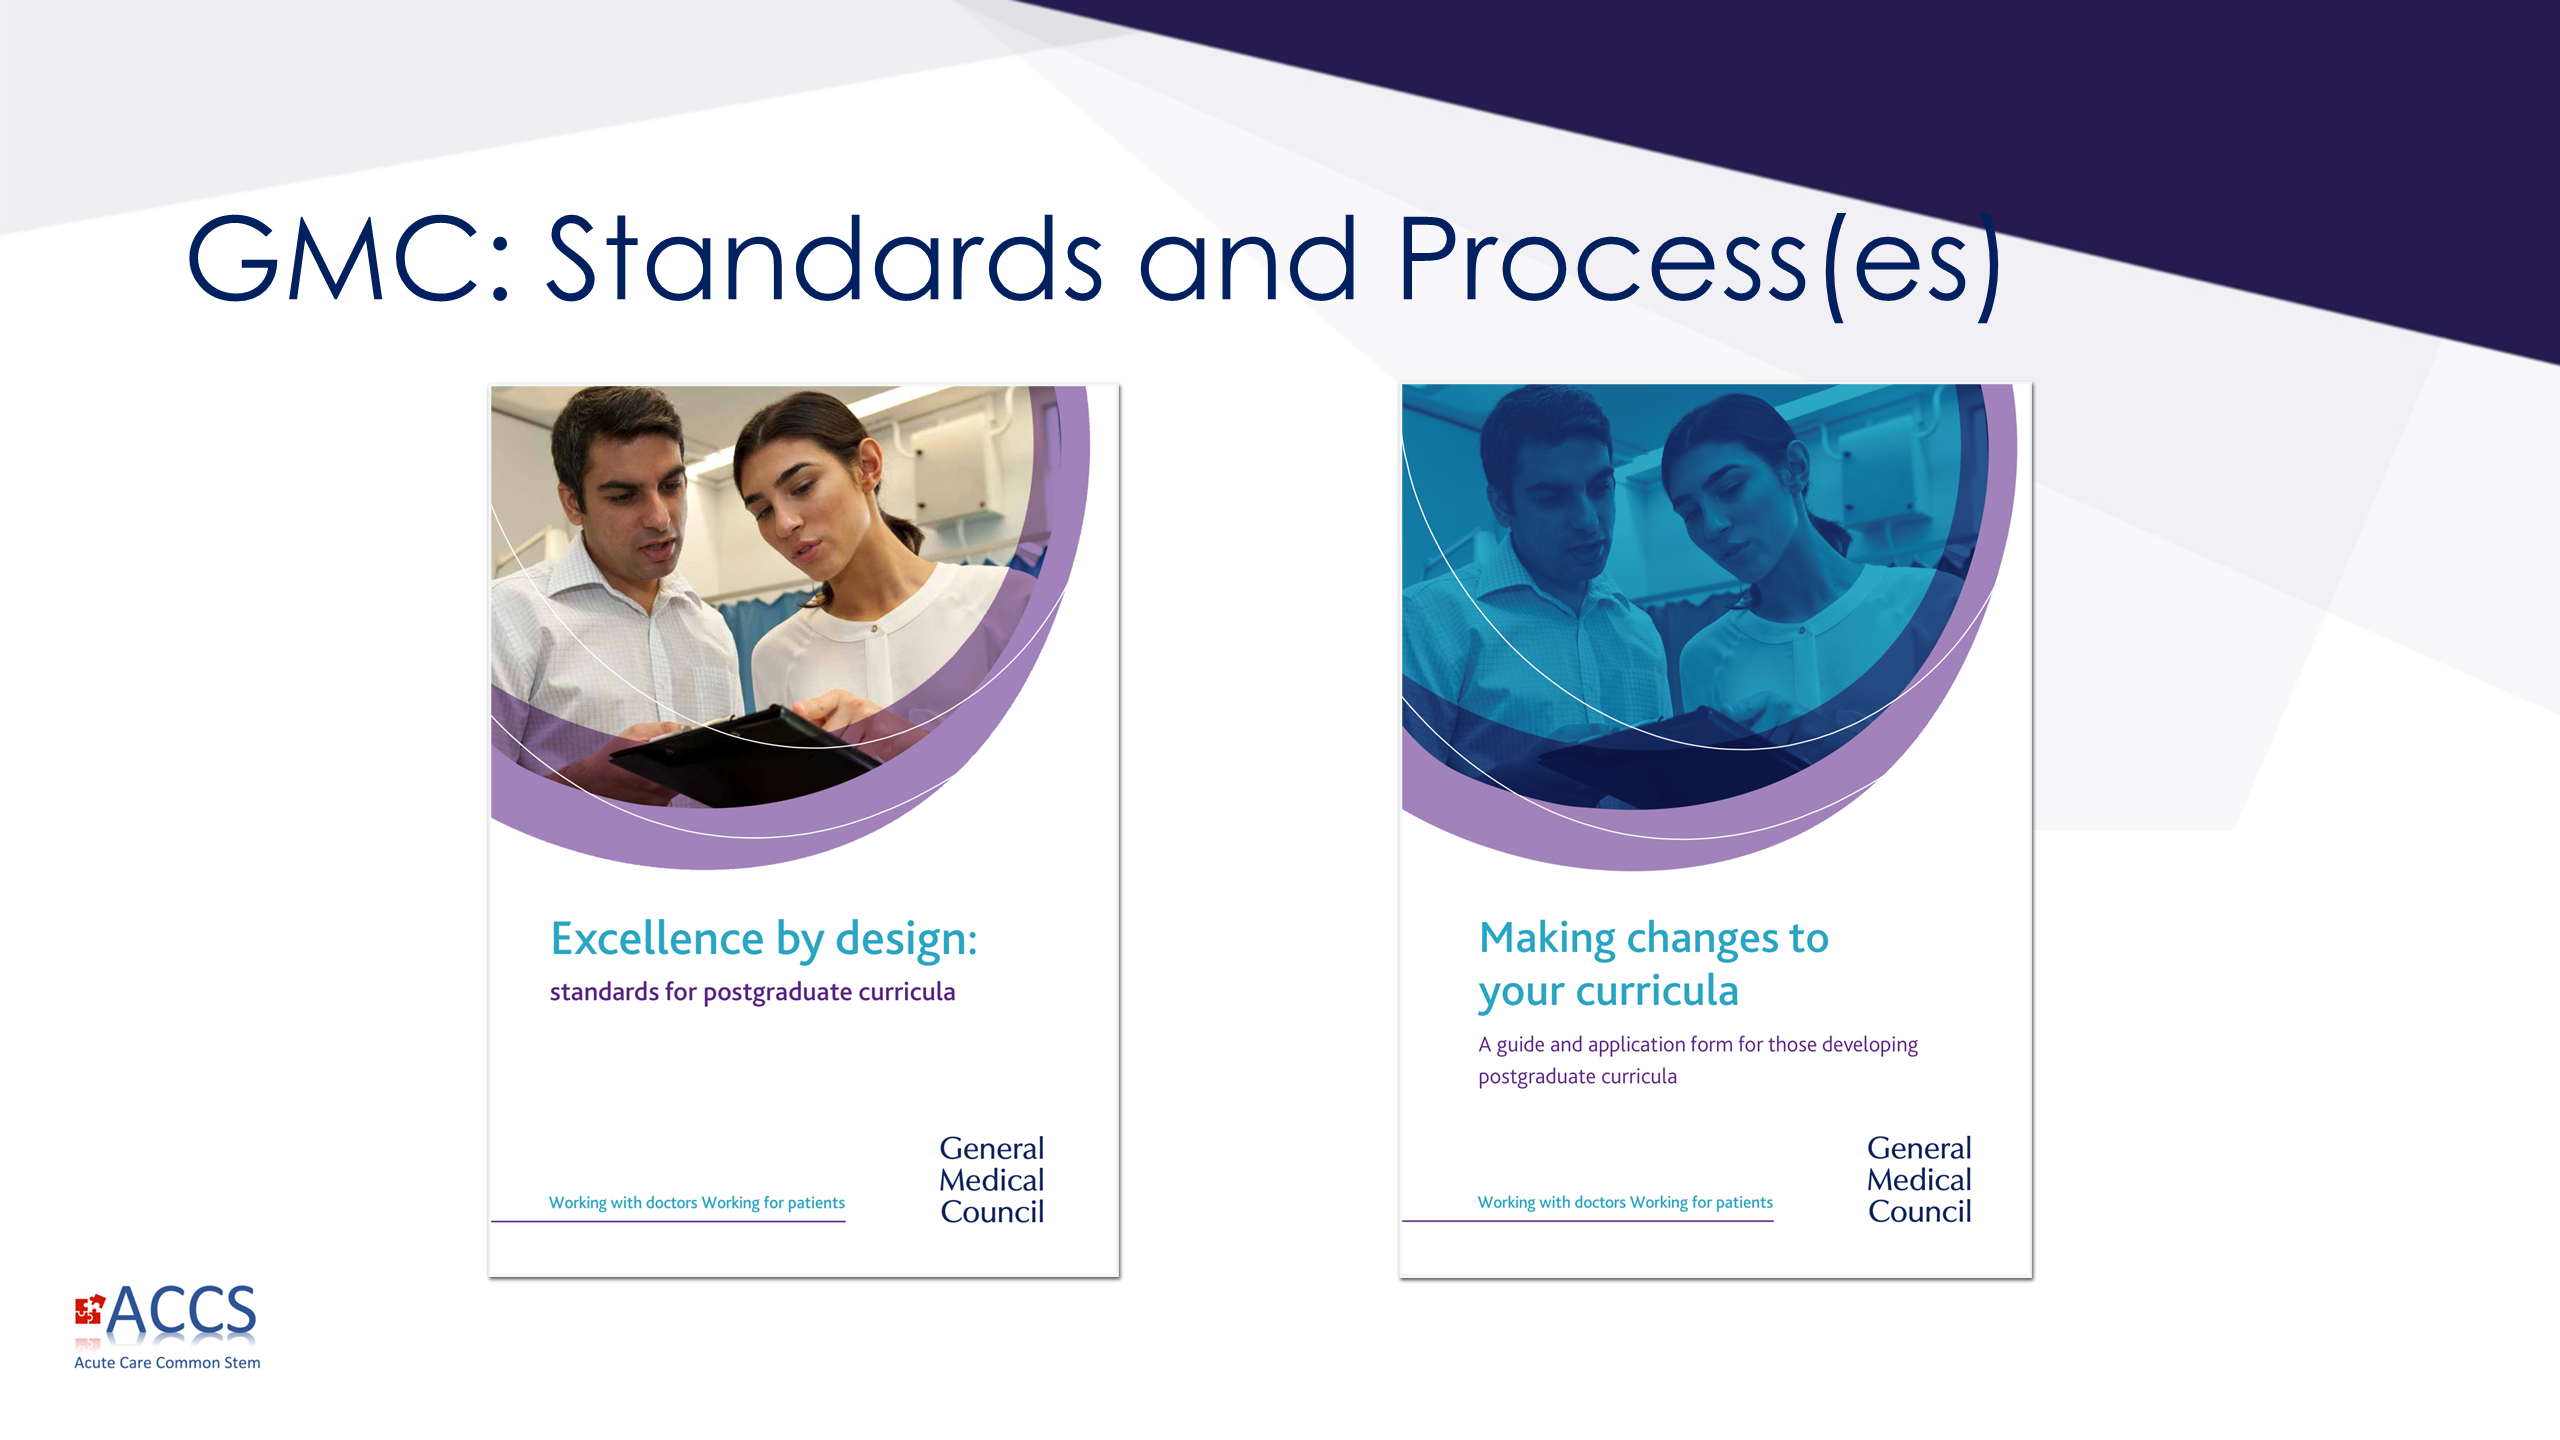 GMC: Standards and Process(es)
Excellence by design:
standards for postgraduate curricula
Working with doctors Working for patients
General
Medical
Council
Making changes to
your curricula
A guide and application form for those developing
postgraduate curricula
Working with doctors Working for patients
General
Medical
Council
ACCS
Acute Care Common Stem